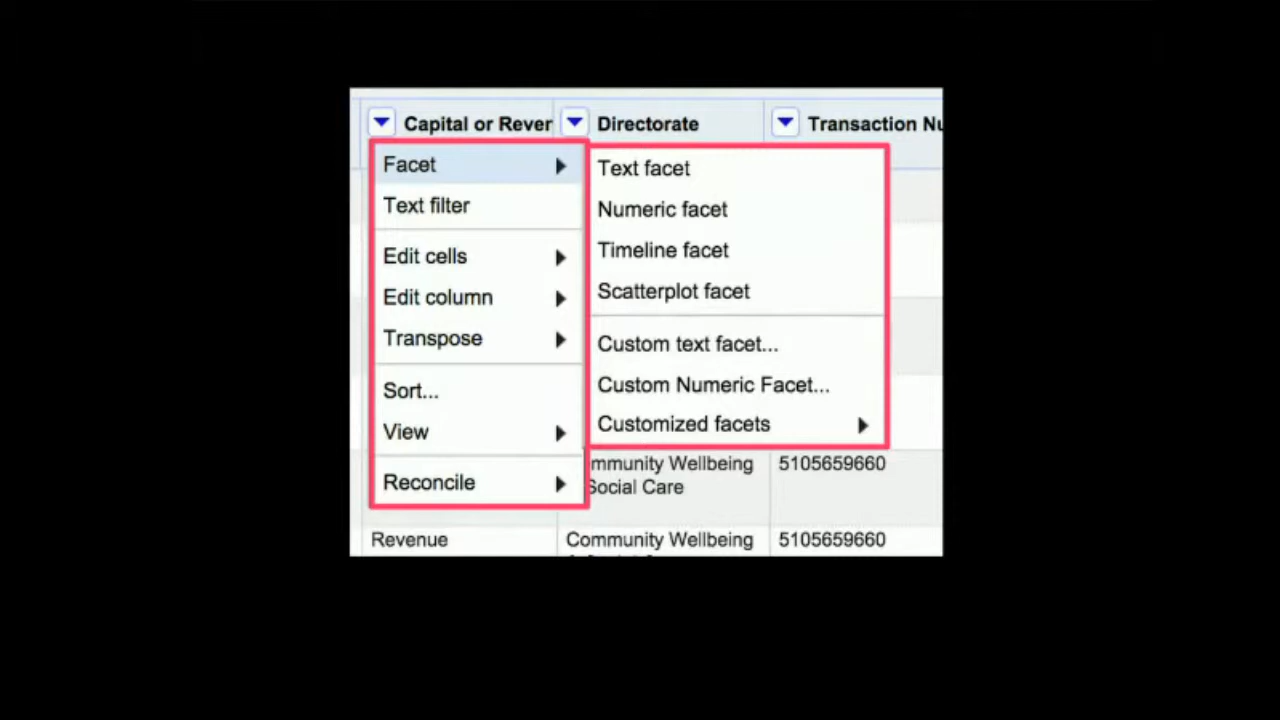 Capital or Rever
Directorate
Transaction Nu
Facet
Text filter
Edit cells
Edit column
Transpose
Sort...
View
Reconcile
Text facet
Numeric facet
Timeline facet
Scatterplot facet
Custom text facet...
Custom Numeric Facet...
Customized facets
mmunity Wellbeing
Social Care
5105659660
Revenue
Community Wellbeing
5105659660